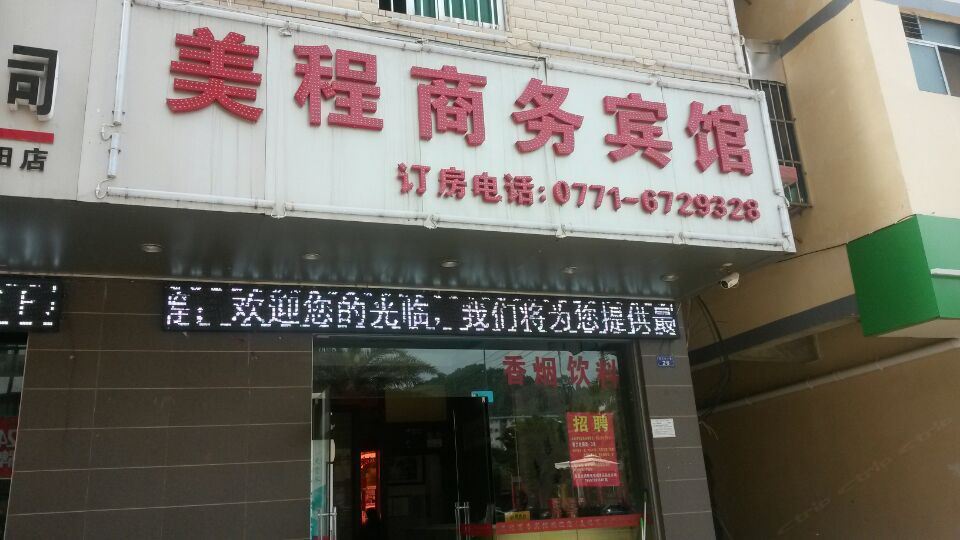 司
阳店
美程商务宾馆
订房电话:0771-6729328
欢迎您的光临,我们将为您提供最
香烟饮料
招聘